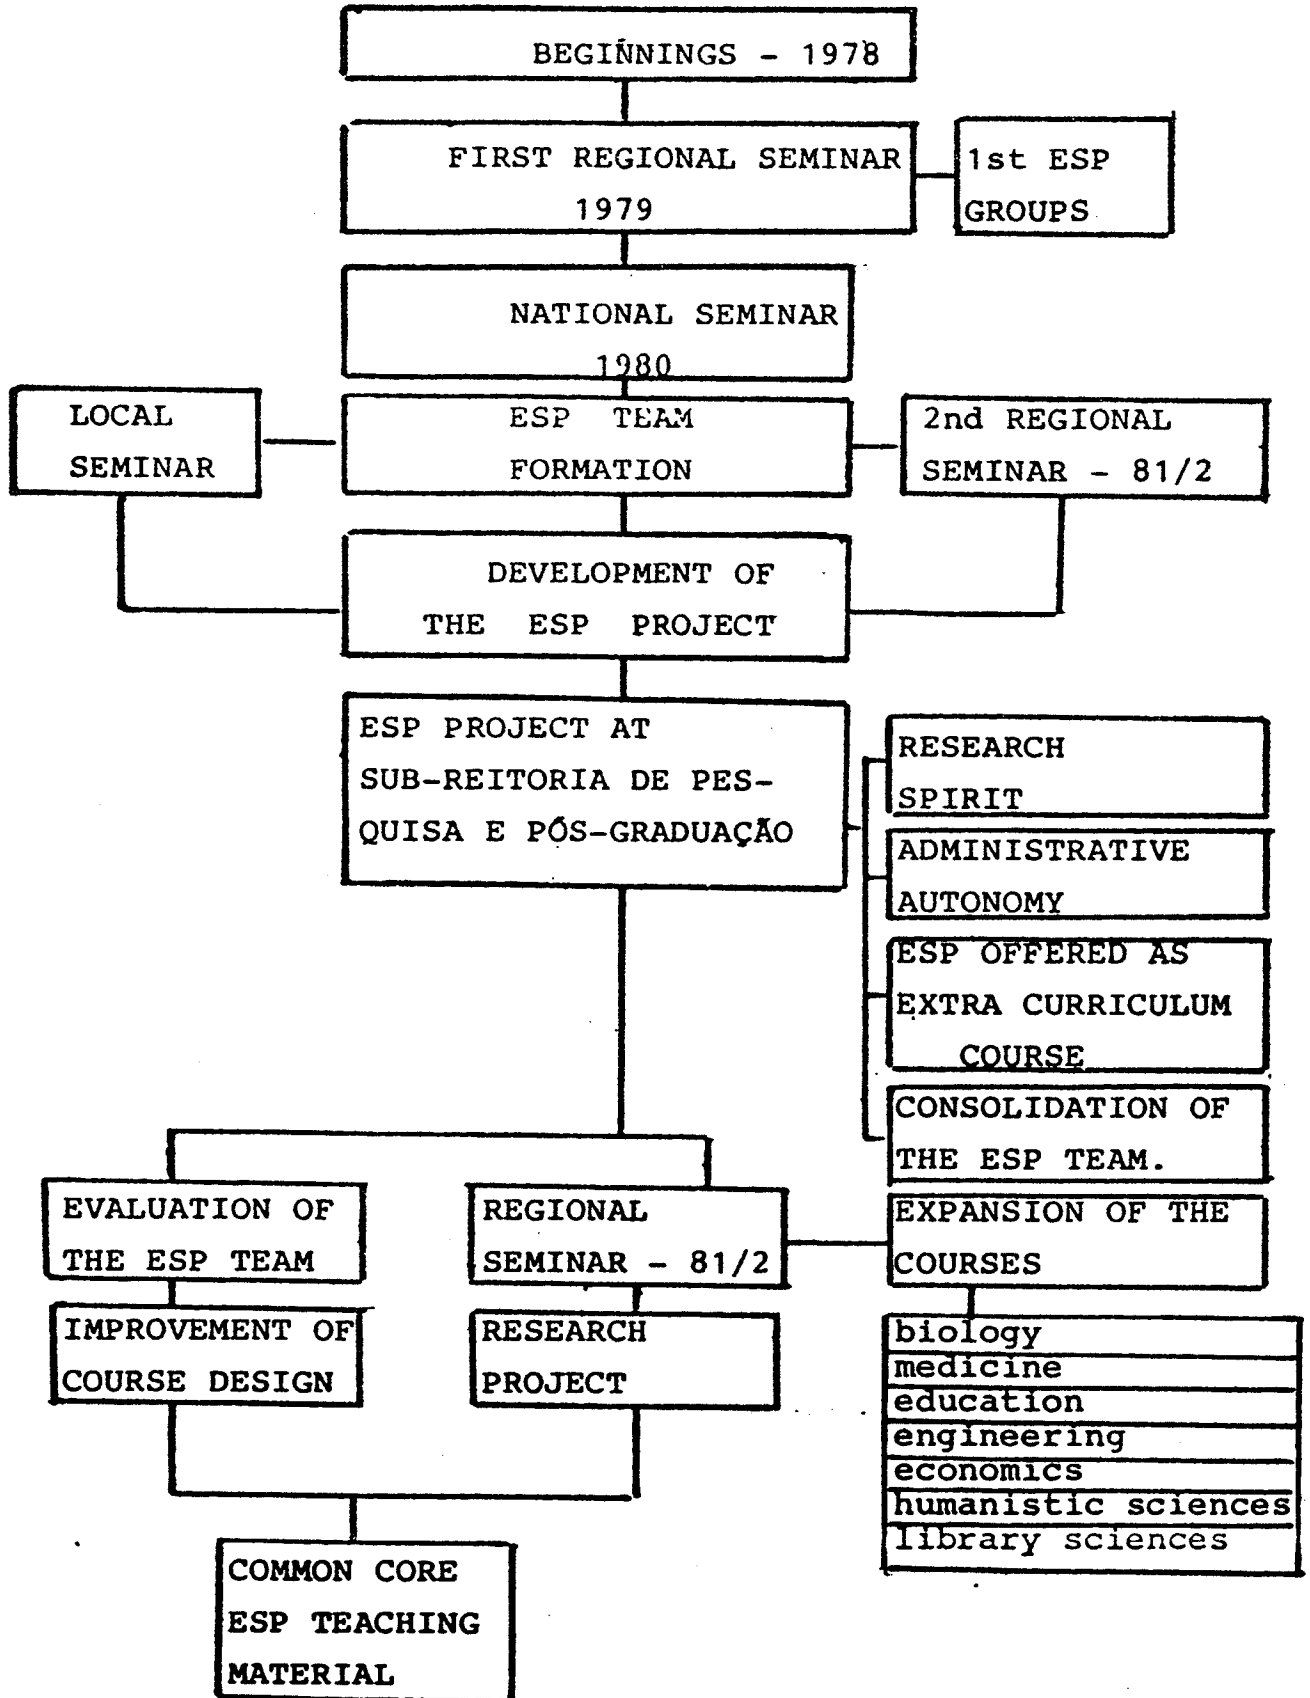 BEGINNINGS - 1978
FIRST REGIONAL SEMINAR
1979
1st ESP
GROUPS
NATIONAL SEMINAR
1980
LOCAL
SEMINAR
ESP TEAM
FORMATION
2nd REGIONAL
SEMINAR - 81/2
DEVELOPMENT OF
THE ESP PROJECT
ESP PROJECT AT
SUB-REITORIA DE PES-
QUISA E PÓS-GRADUAÇÃO
RESEARCH
SPIRIT
ADMINISTRATIVE
AUTONOMY
ESP OFFERED AS
EXTRA CURRICULUM
COURSE
CONSOLIDATION OF
THE ESP TEAM.
EVALUATION OF
THE ESP TEAM
REGIONAL
SEMINAR - 81/2
EXPANSION OF THE
COURSES
IMPROVEMENT OF
COURSE DESIGN
RESEARCH
PROJECT
biology
medicine
education
engineering
economics
humanistic sciences
library sciences
COMMON CORE
ESP TEACHING
MATERIAL